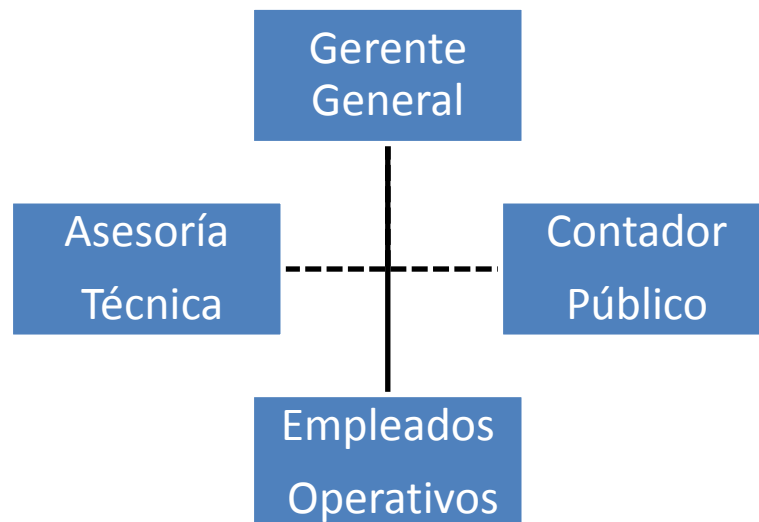 Gerente
General
Asesoría
Técnica
Contador
Público
Empleados
Operativos